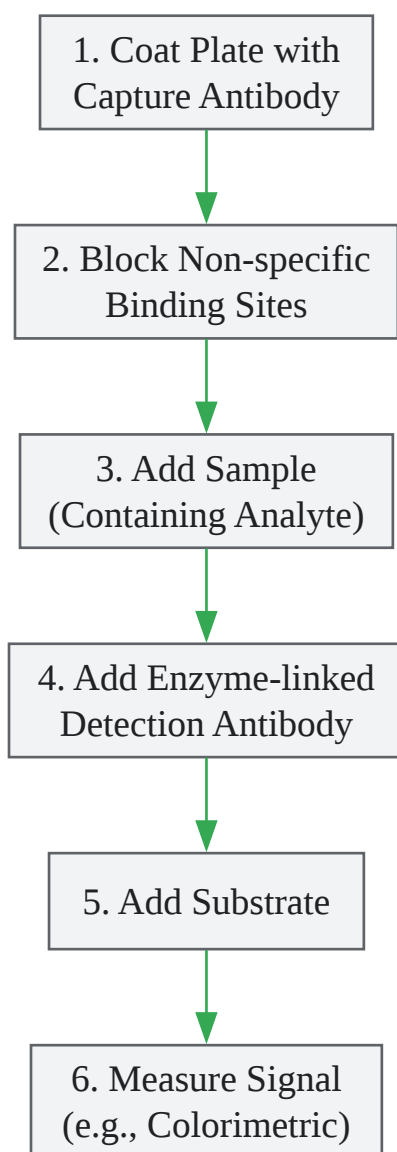 1. Coat Plate with
Capture Antibody
2. Block Non-specific
Binding Sites
3. Add Sample
(Containing Analyte)
4. Add Enzyme-linked
Detection Antibody
5. Add Substrate
6. Measure Signal
(e.g., Colorimetric)